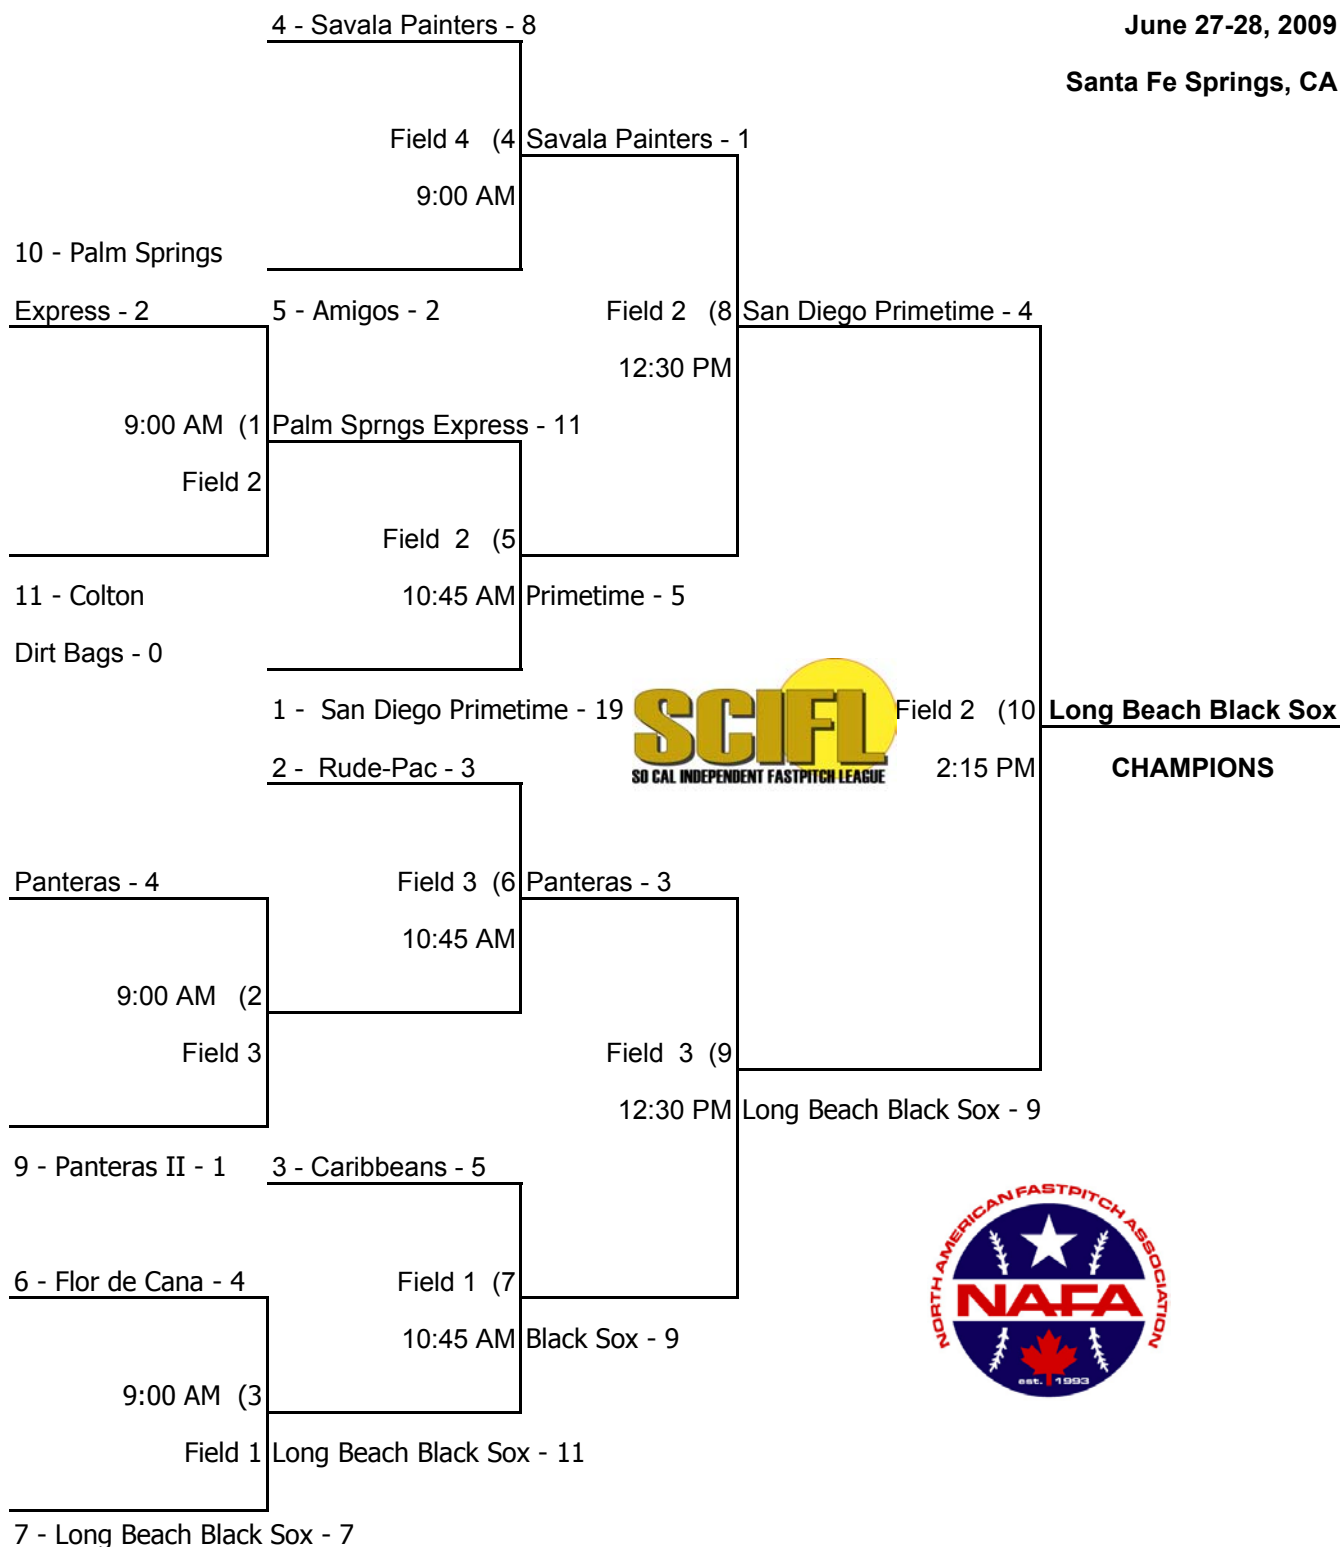 4 - Savala Painters - 8
June 27-28, 2009
Santa Fe Springs, CA
Field 4 (4 Savala Painters - 1
9:00 AM
10 - Palm Springs
Express - 2
5 - Amigos - 2
Field 2 (8 San Diego Primetime - 4
12:30 PM
9:00 AM (1 Palm Sprngs Express - 11
Field 2
Field 2 (5
11 - Colton
10:45 AM Primetime - 5
Dirt Bags - 0
1 - San Diego Primetime - 19
SCIFL
SO CAL INDEPENDENT FASTPITCH LEAGUE
Field 2 (10 Long Beach Black Sox
2:15 PM
CHAMPIONS
2 - Rude-Pac - 3
Panteras - 4
Field 3 (6 Panteras - 3
10:45 AM
9:00 AM (2
Field 3
Field 3 (9
12:30 PM Long Beach Black Sox - 9
9 - Panteras II - 1
3 - Caribbeans - 5
6 - Flor de Cana - 4
Field 1 (7
10:45 AM Black Sox - 9
9:00 AM (3
Field 1 Long Beach Black Sox - 11
7 - Long Beach Black Sox - 7
NORTH AMERICAN FASTPITCH ASSOCIATION
NAFA
est. 1993